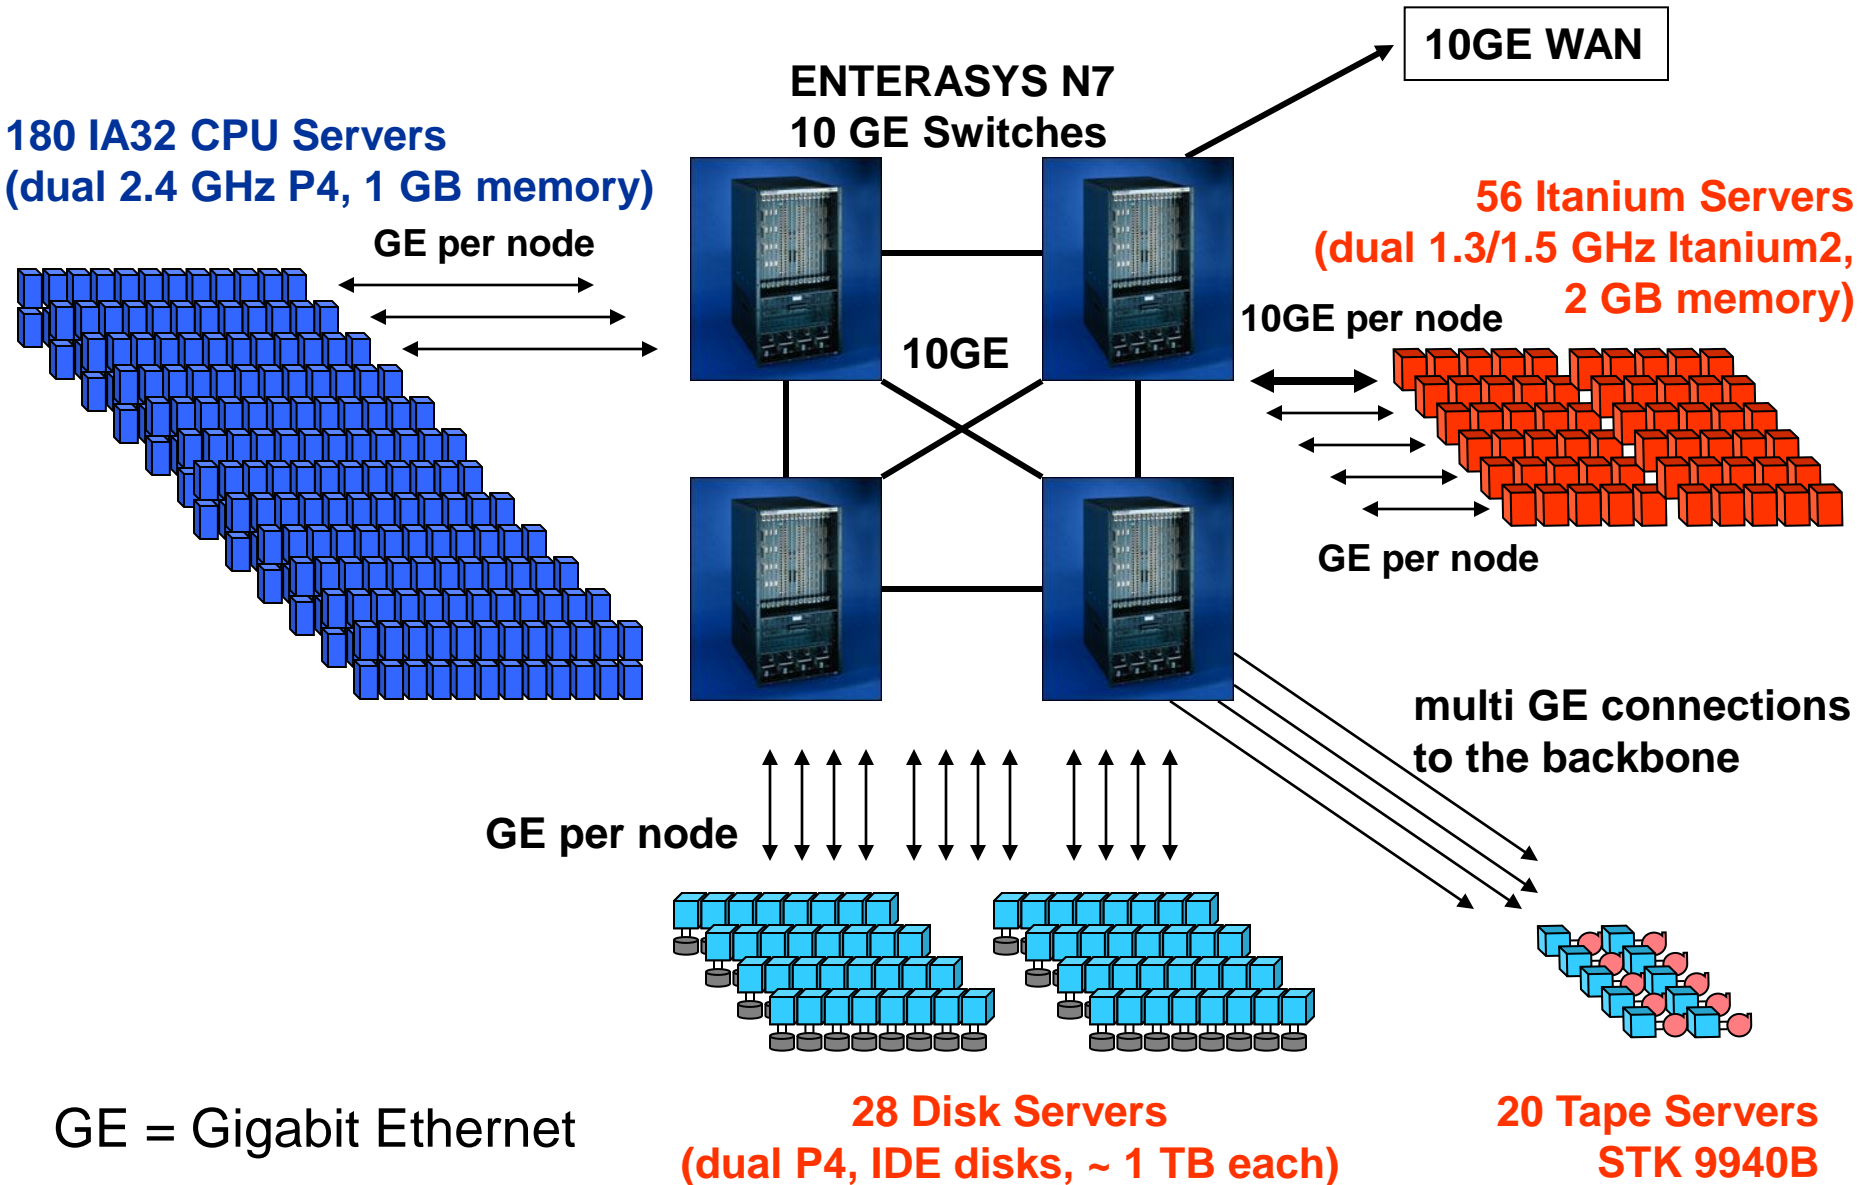 10GE WAN
ENTERASYS N7
10 GE Switches
180 IA32 CPU Servers
(dual 2.4 GHz P4, 1 GB memory)
GE per node
56 Itanium Servers
(dual 1.3/1.5 GHz Itanium2,
2 GB memory)
10GE per node
10GE
GE per node
multi GE connections
to the backbone
GE per node
28 Disk Servers
(dual P4, IDE disks, ~ 1 TB each)
20 Tape Servers
STK 9940B
GE = Gigabit Ethernet